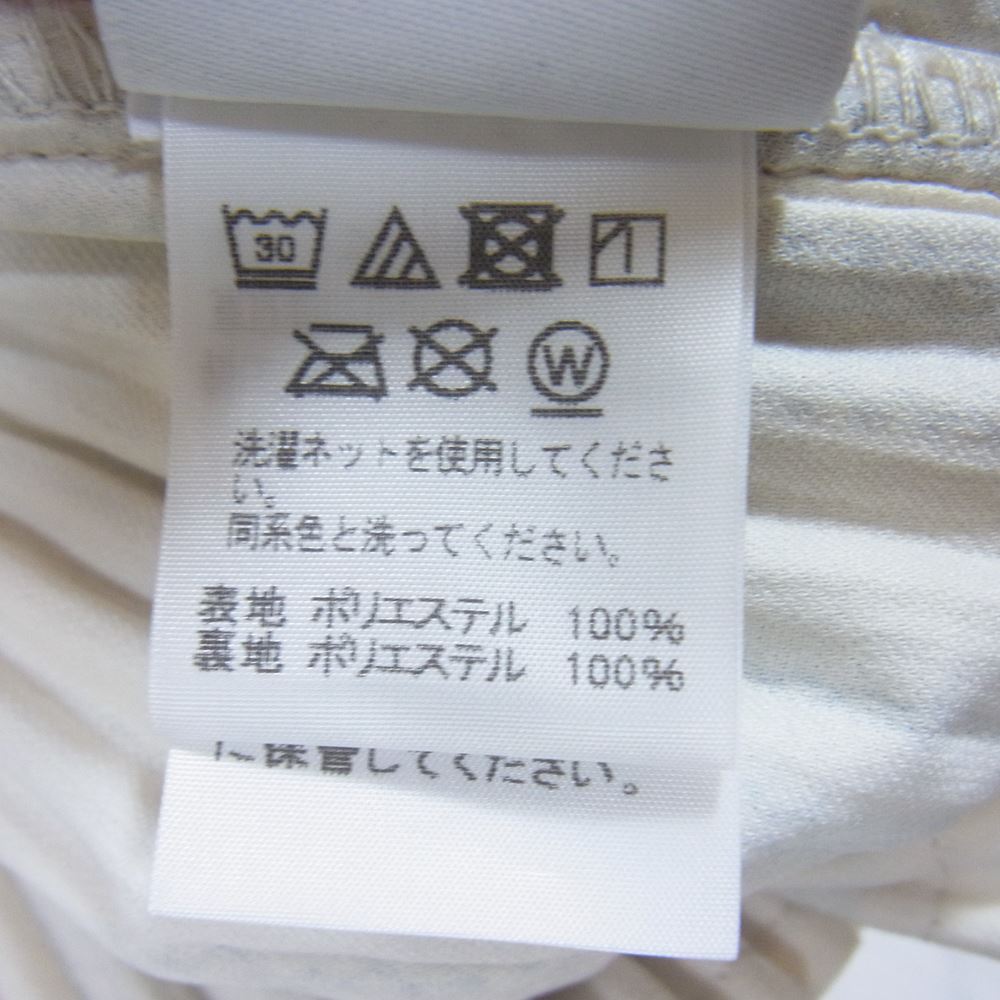 30
W
洗濯ネットを使用してくださ
い。
同系色と洗ってください。
表地 ポリエステル 100%
裏地 ポリエステル 100%
に保管してください。